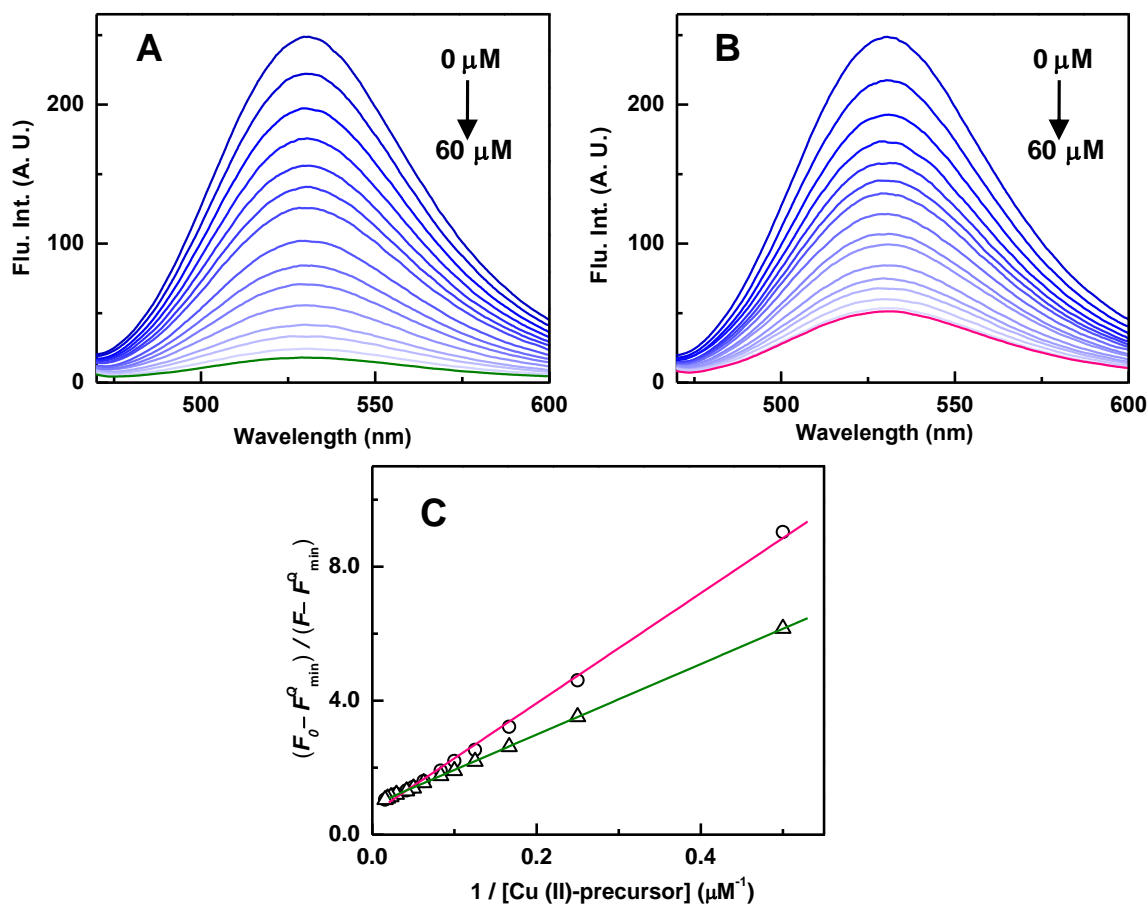 A
0 μM
60 μM
200
100
0
Flu. Int. (A. U.)
500
550
600
Wavelength (nm)
B
0 μM
60 μM
200
100
0
Flu. Int. (A. U.)
500
550
600
Wavelength (nm)
C
8.0
4.0
0.0
(F₀ – F^Q_min) / (F – F^Q_min)
0.0
0.2
0.4
1 / [Cu (II)-precursor] (μM⁻¹)